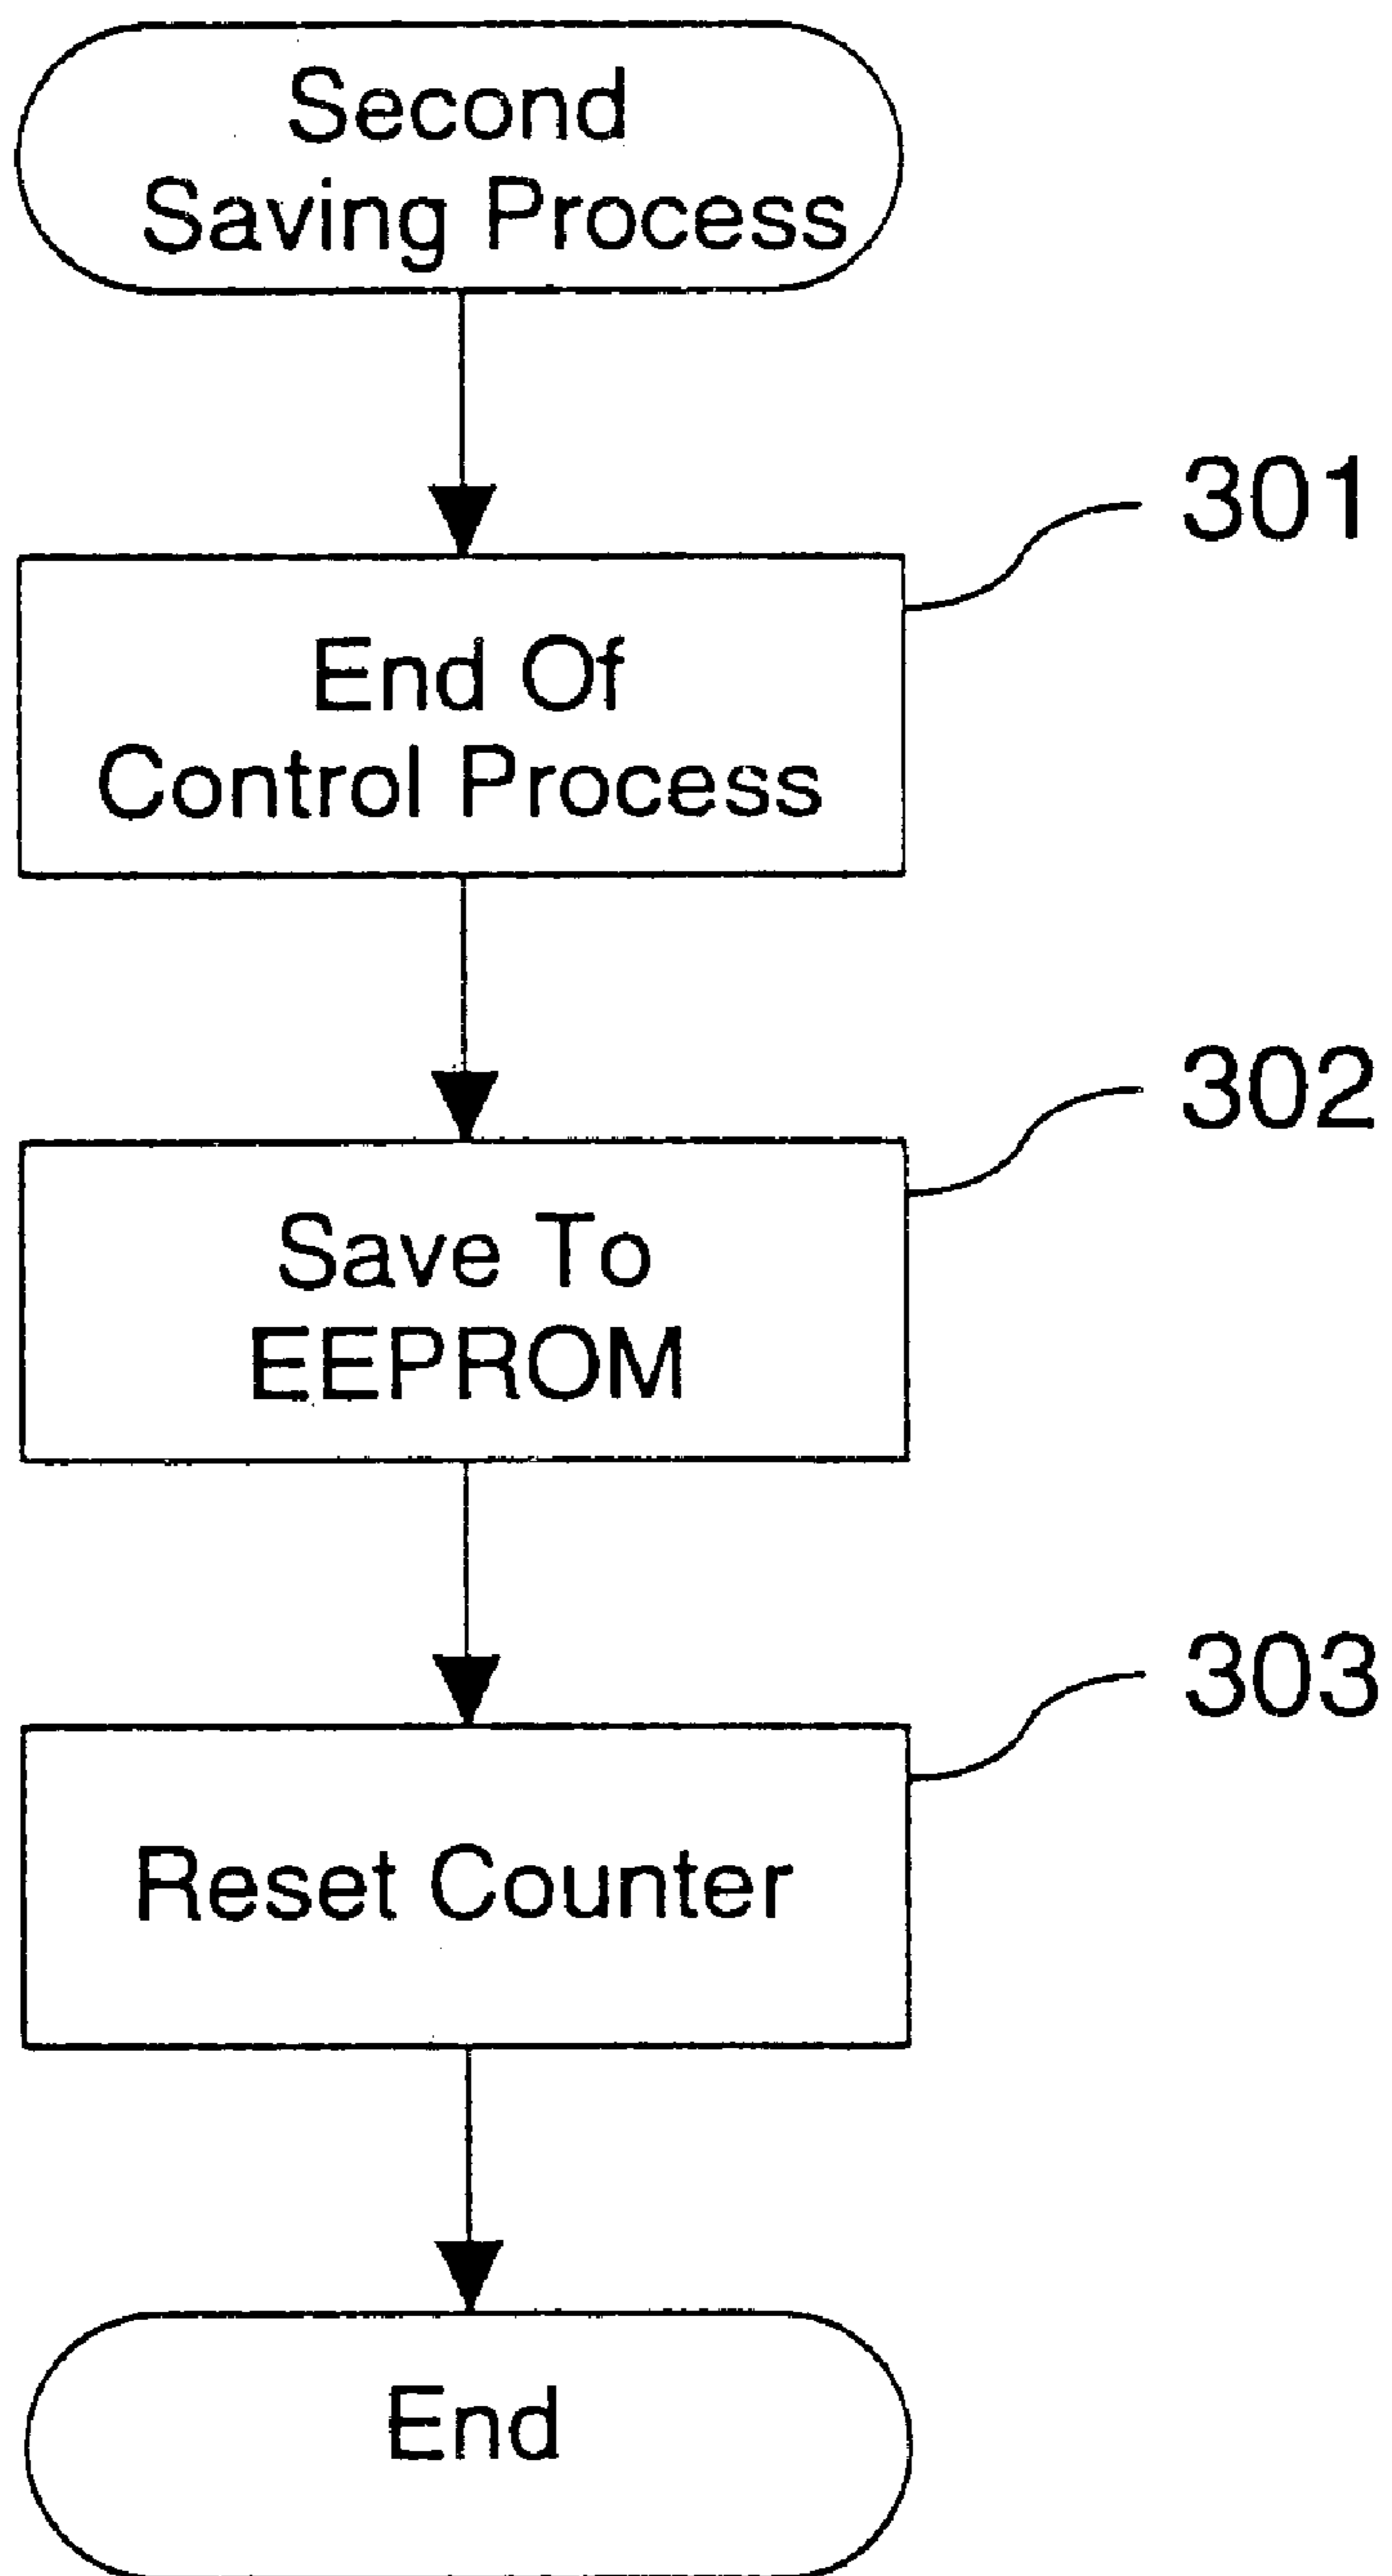 Second
Saving Process
301
End Of
Control Process
302
Save To
EEPROM
303
Reset Counter
End